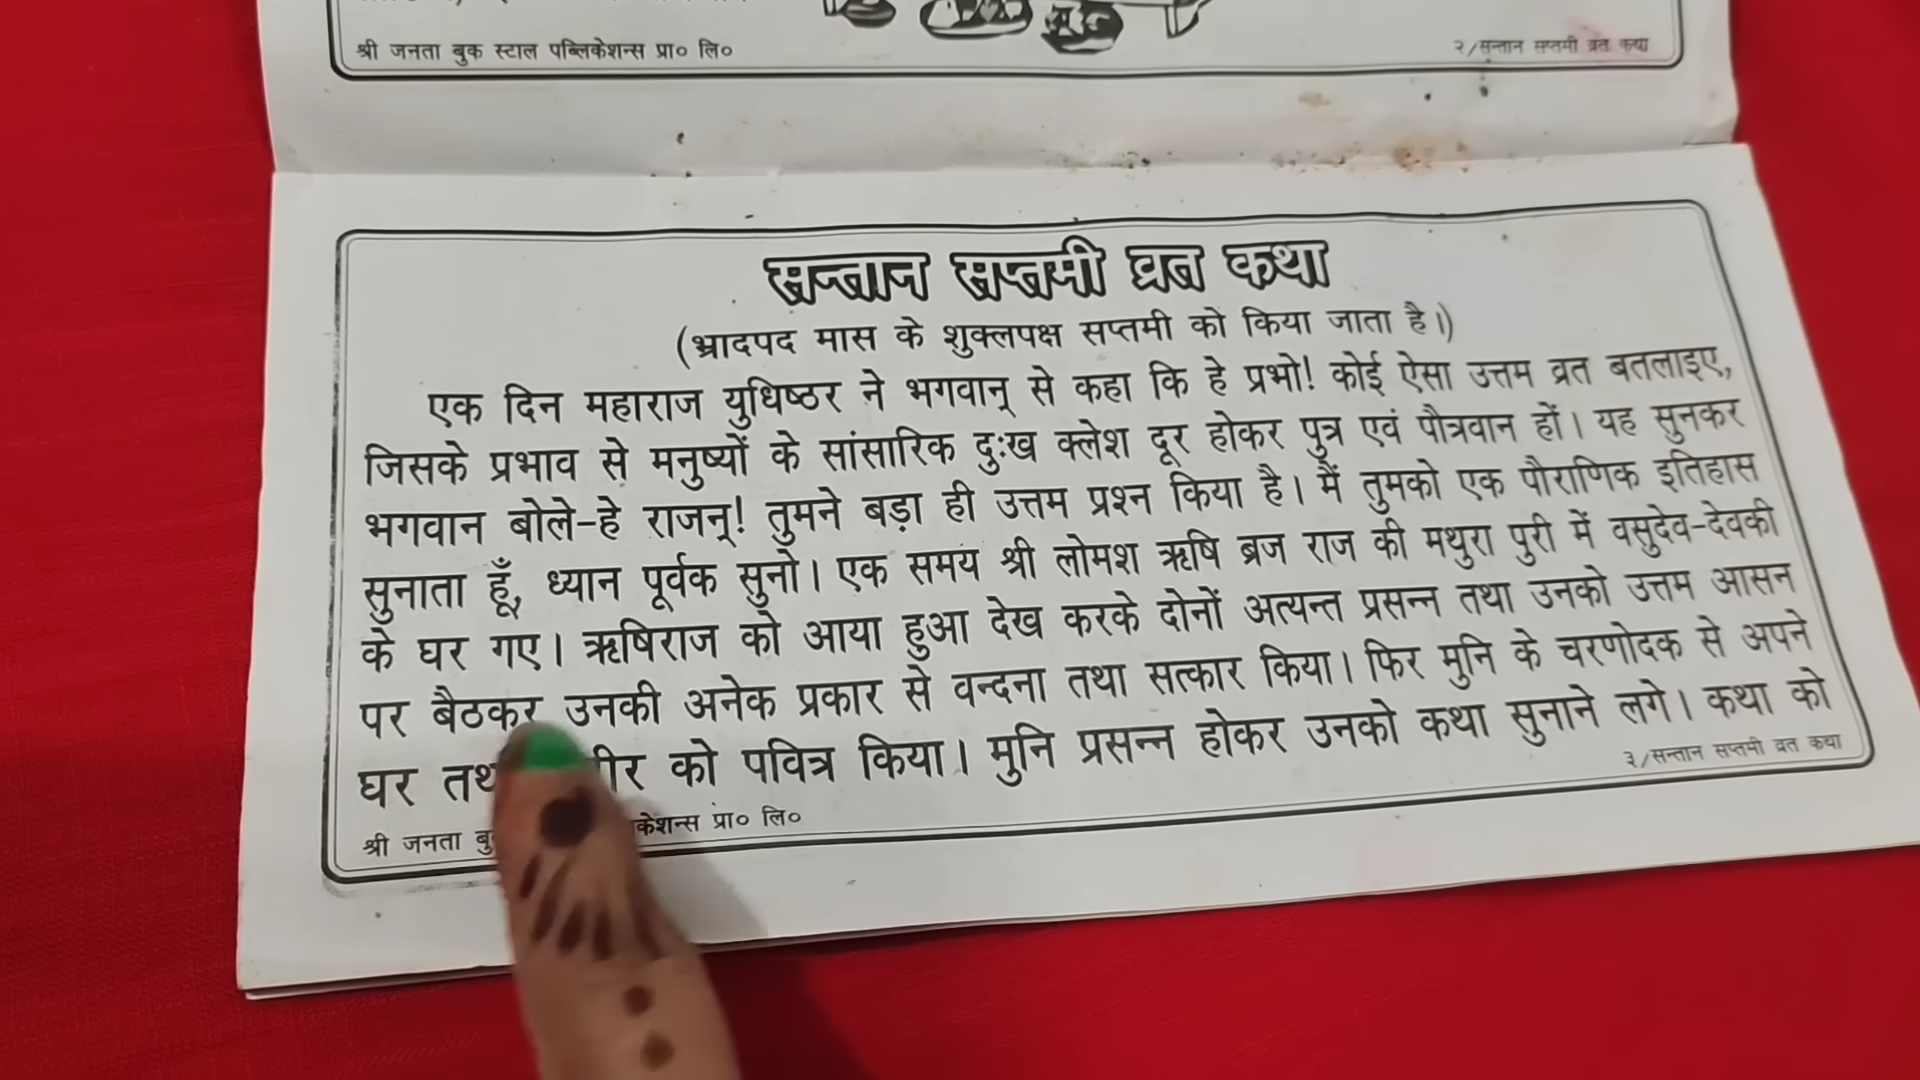 श्री जनता बुक स्टाल पब्लिकेशन्स प्रा० लि०
२/सन्तान सप्तमी व्रत कथा
सन्तान सप्तमी व्रत कथा
(भ्रादपद मास के शुक्लपक्ष सप्तमी को किया जाता है।)
एक दिन महाराज युधिष्ठर ने भगवान् से कहा कि हे प्रभो! कोई ऐसा उत्तम व्रत बतलाइए,
जिसके प्रभाव से मनुष्यों के सांसारिक दुःख क्लेश दूर होकर पुत्र एवं पौत्रवान हों। यह सुनकर
भगवान बोले-हे राजन्! तुमने बड़ा ही उत्तम प्रश्न किया है। मैं तुमको एक पौराणिक इतिहास
सुनाता हूँ, ध्यान पूर्वक सुनो। एक समय श्री लोमश ऋषि ब्रज राज की मथुरा पुरी में वसुदेव-देवकी
के घर गए। ऋषिराज को आया हुआ देख करके दोनों अत्यन्त प्रसन्न तथा उनको उत्तम आसन
पर बैठकर उनकी अनेक प्रकार से वन्दना तथा सत्कार किया। फिर मुनि के चरणोदक से अपने
घर को पवित्र किया। मुनि प्रसन्न होकर उनको कथा सुनाने लगे। कथा को
श्री जनता प्रा० लि०
३/सन्तान सप्तमी व्रत कथा